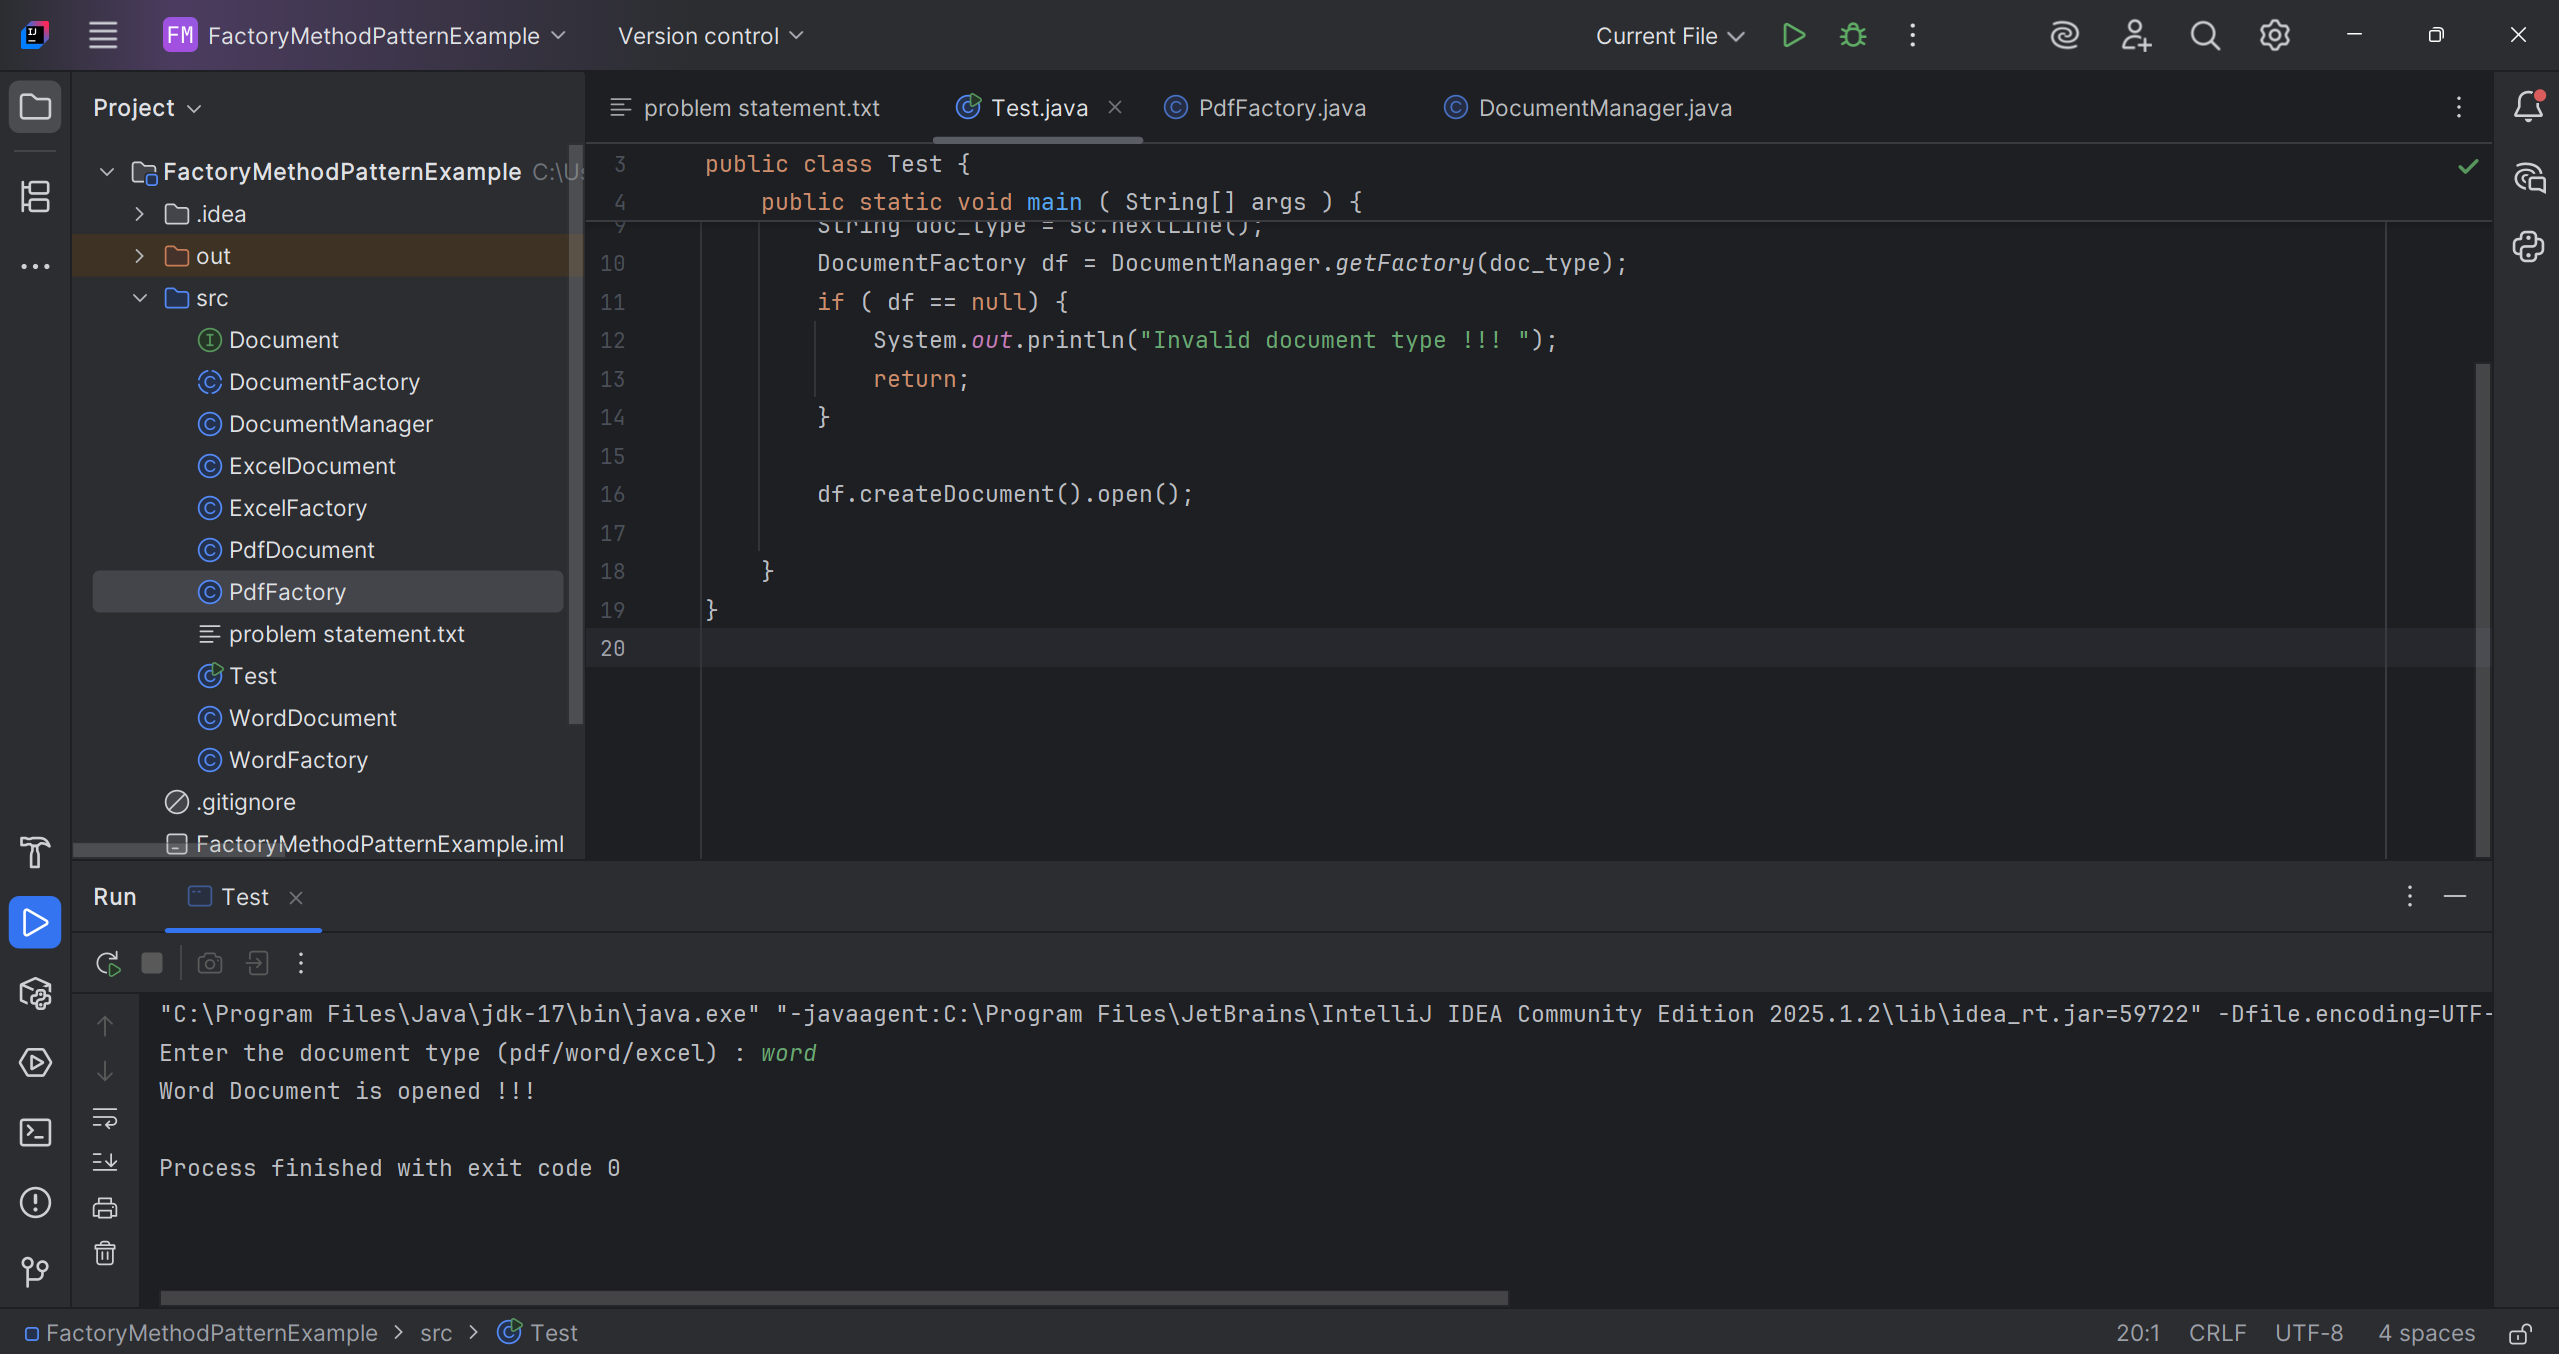 FM FactoryMethodPatternExample Version control Current File
Project
FactoryMethodPatternExample C:\Us
.idea
out
src
Document
DocumentFactory
DocumentManager
ExcelDocument
ExcelFactory
PdfDocument
PdfFactory
problem statement.txt
Test
WordDocument
WordFactory
.gitignore
FactoryMethodPatternExample.iml
problem statement.txt Test.java PdfFactory.java DocumentManager.java
3 public class Test {
4 public static void main ( String[] args ) {
9 String doc_type = sc.nextLine();
10 DocumentFactory df = DocumentManager.getFactory(doc_type);
11 if ( df == null) {
12 System.out.println("Invalid document type !!! ");
13 return;
14 }
15
16 df.createDocument().open();
17
18 }
19 }
20
Run Test
"C:\Program Files\Java\jdk-17\bin\java.exe" "-javaagent:C:\Program Files\JetBrains\IntelliJ IDEA Community Edition 2025.1.2\lib\idea_rt.jar=59722" -Dfile.encoding=UTF-
Enter the document type (pdf/word/excel) : word
Word Document is opened !!!
Process finished with exit code 0
FactoryMethodPatternExample > src > Test 20:1 CRLF UTF-8 4 spaces